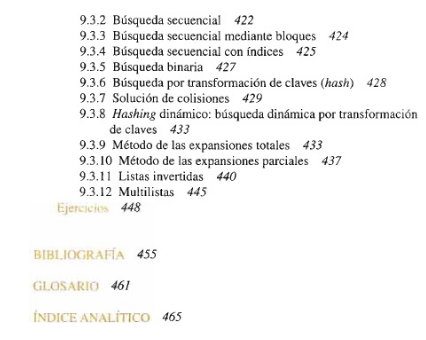 9.3.2 Búsqueda secuencial 422
9.3.3 Búsqueda secuencial mediante bloques 424
9.3.4 Búsqueda secuencial con índices 425
9.3.5 Búsqueda binaria 427
9.3.6 Búsqueda por transformación de claves (hash) 428
9.3.7 Solución de colisiones 429
9.3.8 Hashing dinámico: búsqueda dinámica por transformación
de claves 433
9.3.9 Método de las expansiones totales 433
9.3.10 Método de las expansiones parciales 437
9.3.11 Listas invertidas 440
9.3.12 Multilistas 445
Ejercicios 448
BIBLIOGRAFÍA 455
GLOSARIO 461
ÍNDICE ANALÍTICO 465